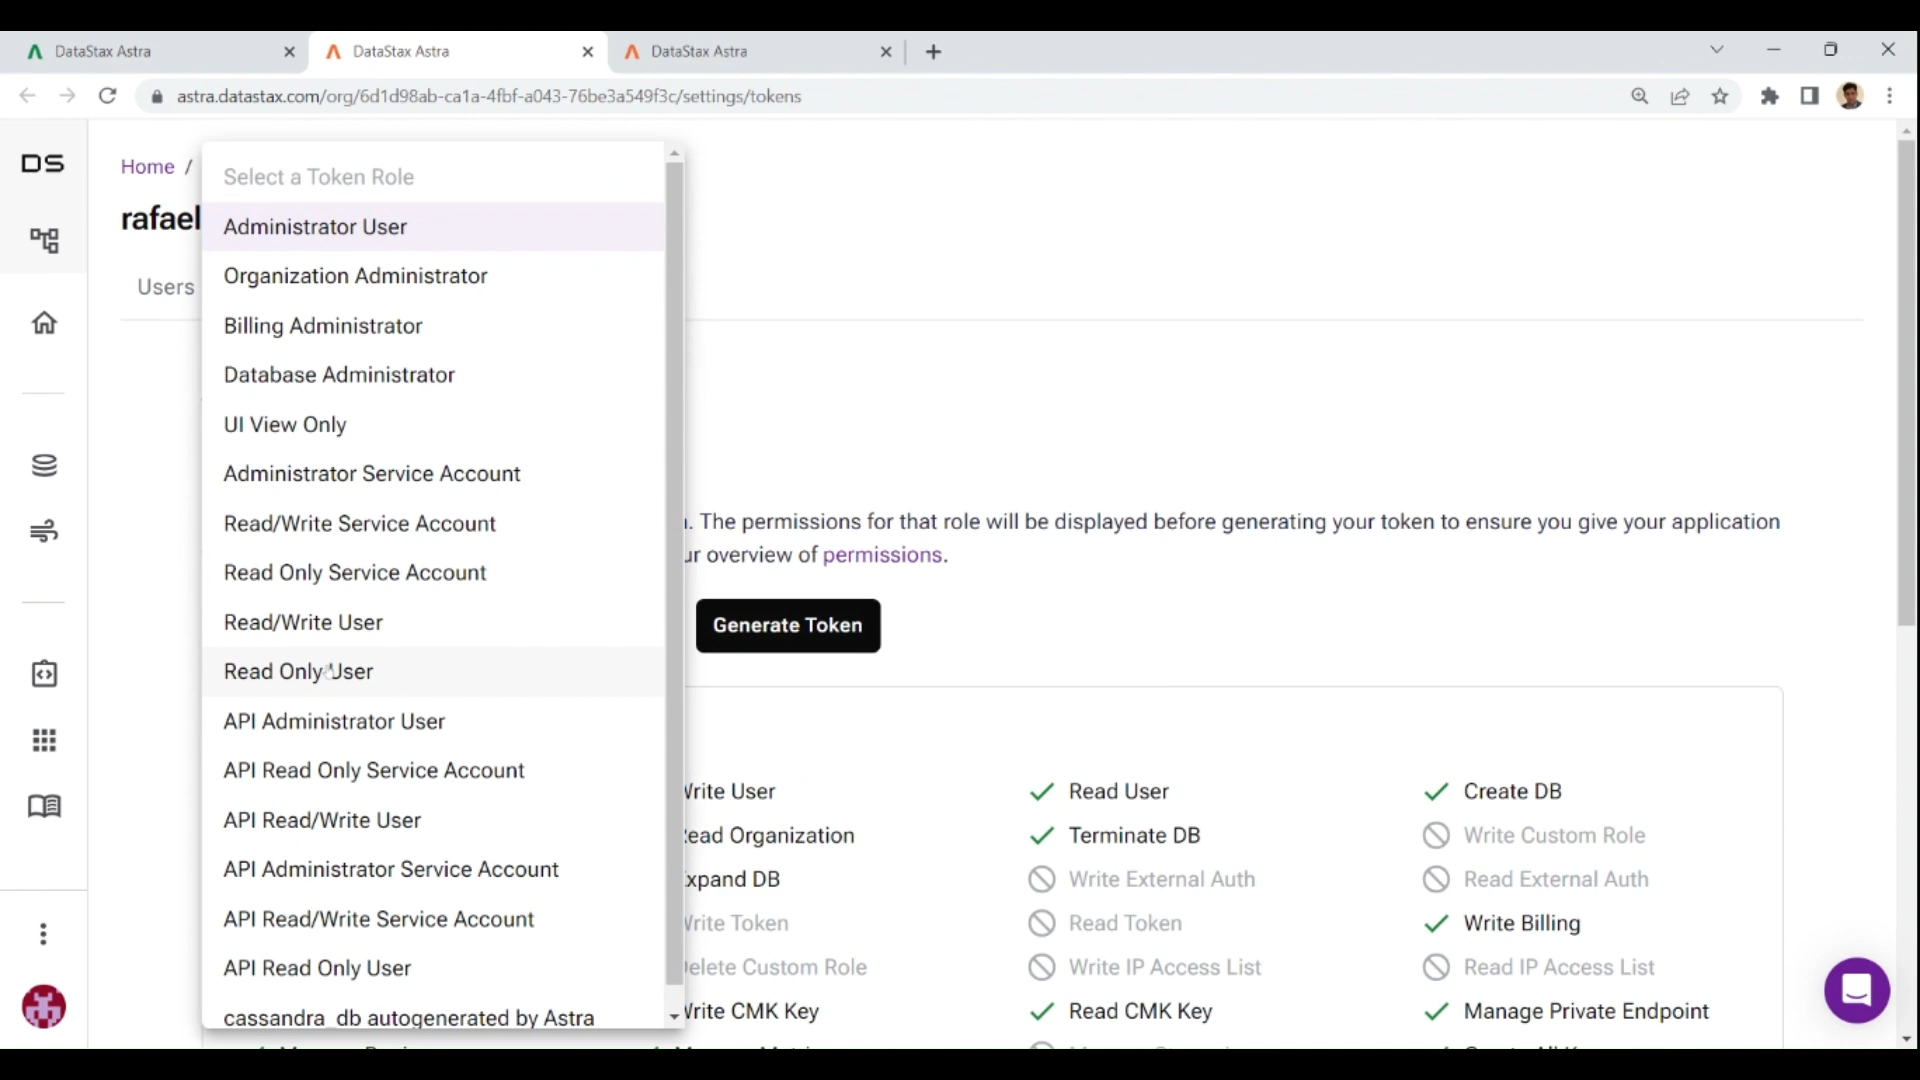 DataStax Astra
DataStax Astra
DataStax Astra
astra.datastax.com/org/6d1d98ab-ca1a-4fbf-a043-76be3a549f3c/settings/tokens
DS
Home /
rafael
Users
Select a Token Role
Administrator User
Organization Administrator
Billing Administrator
Database Administrator
UI View Only
Administrator Service Account
Read/Write Service Account
Read Only Service Account
Read/Write User
Read Only User
API Administrator User
API Read Only Service Account
API Read/Write User
API Administrator Service Account
API Read/Write Service Account
API Read Only User
cassandra_db autogenerated by Astra
. The permissions for that role will be displayed before generating your token to ensure you give your application
ur overview of permissions.
Generate Token
Write User Read User Create DB
Read Organization Terminate DB Write Custom Role
Expand DB Write External Auth Read External Auth
Write Token Read Token Write Billing
Delete Custom Role Write IP Access List Read IP Access List
Write CMK Key Read CMK Key Manage Private Endpoint